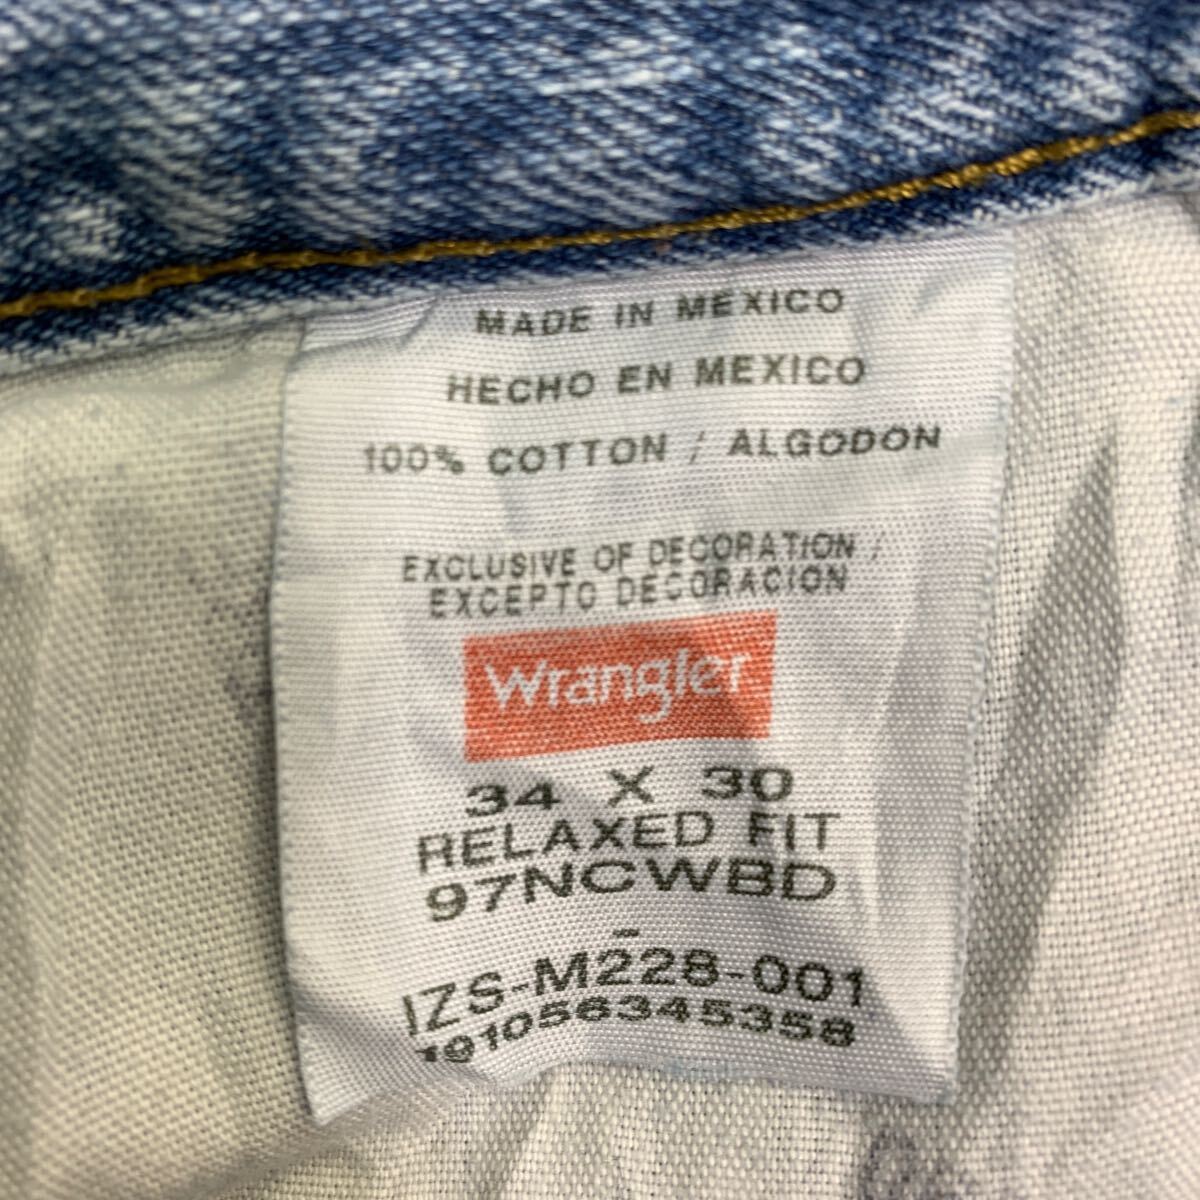 MADE IN MEXICO
HECHO EN MEXICO
100% COTTON / ALGODON
EXCLUSIVE OF DECORATION /
EXCEPTO DECORACION
Wrangler
34 X 30
RELAXED FIT
97NCWBD
-
IZS-M228-001
191056345358